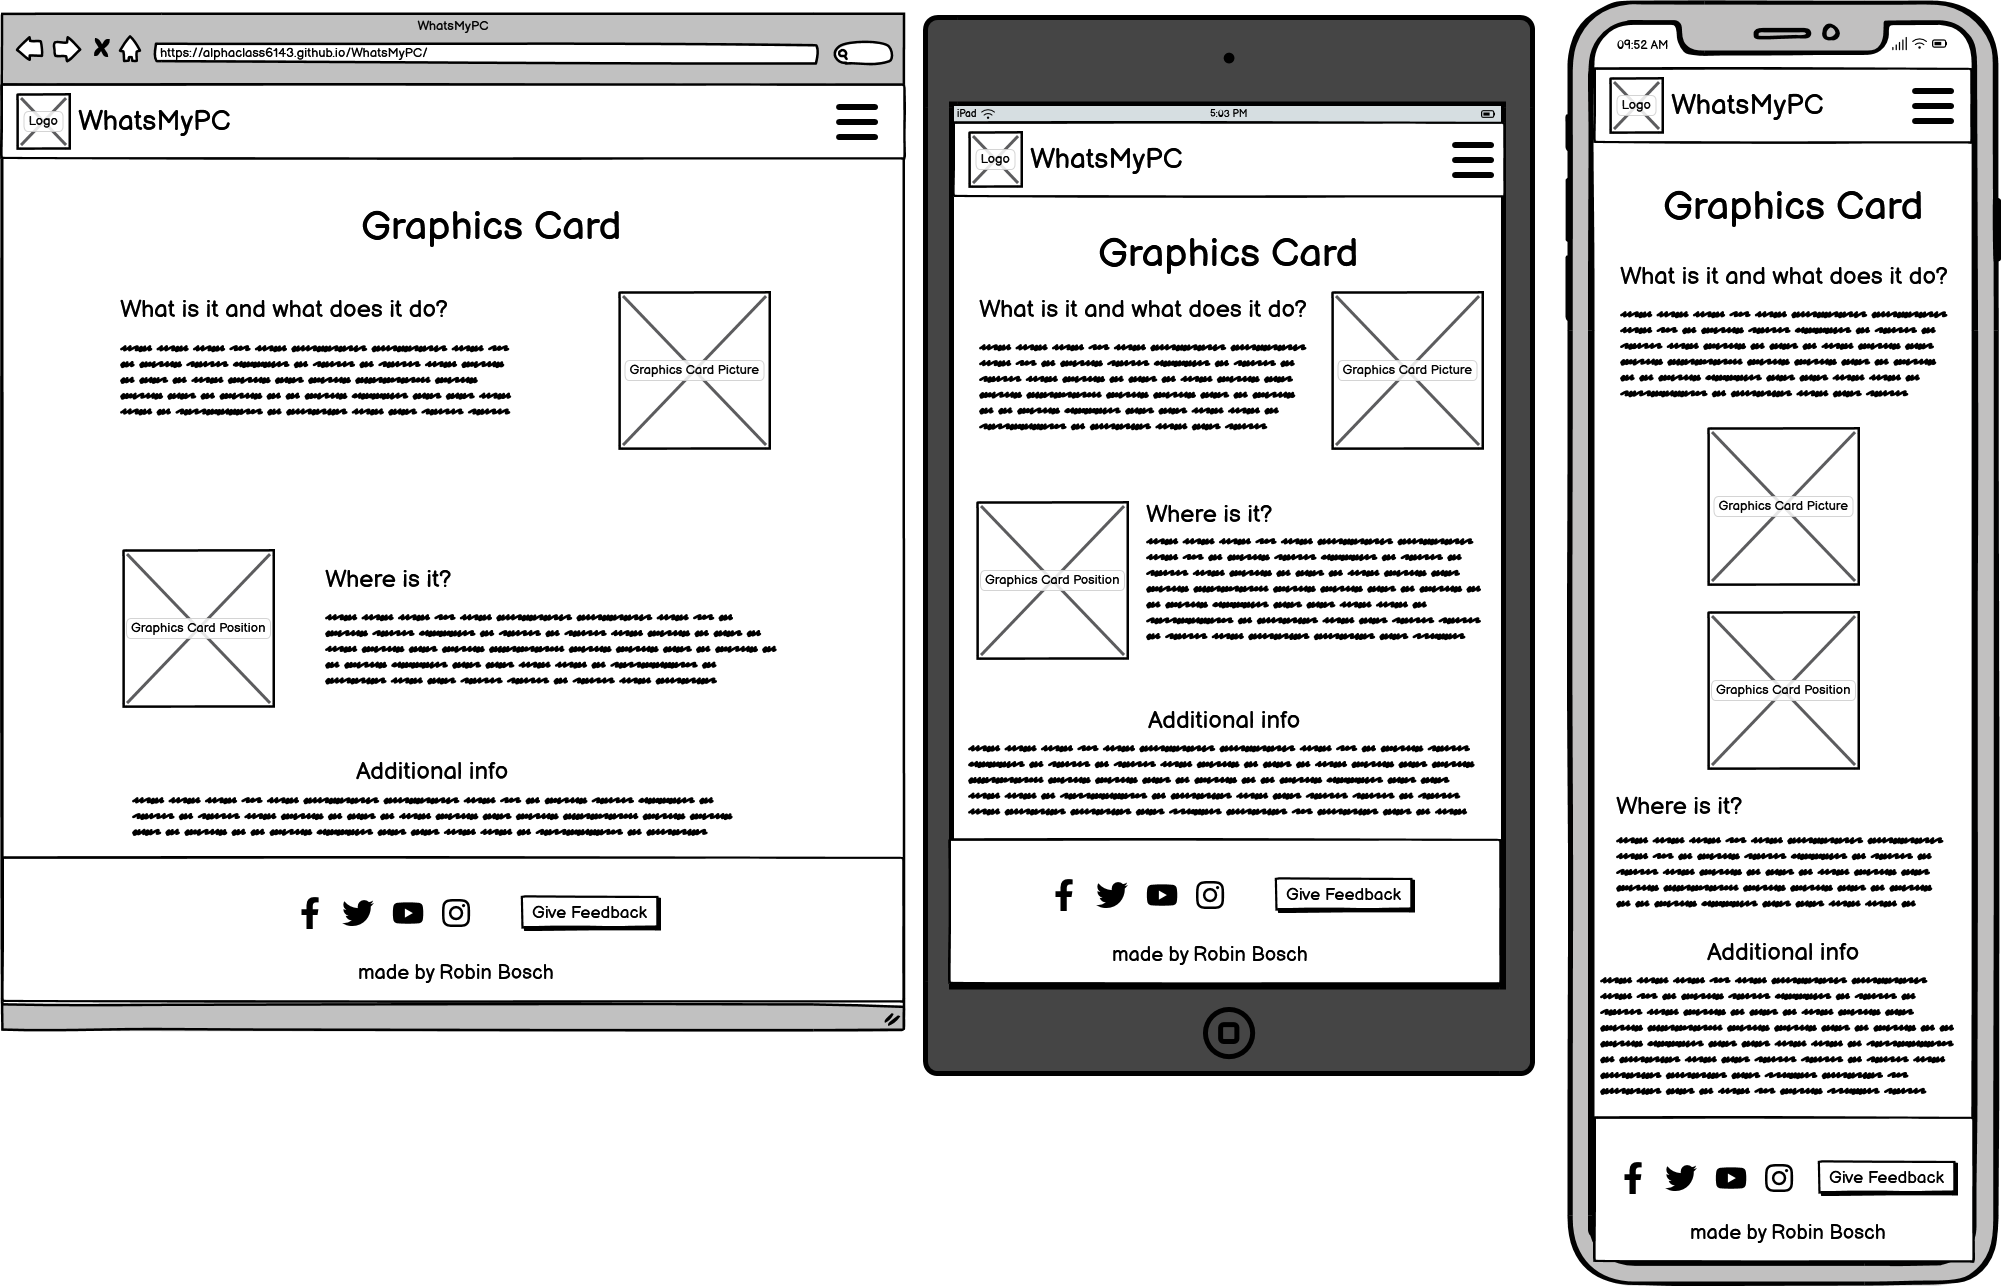 WhatsMyPC
https://alphaclass6143.github.io/WhatsMyPC/
Logo
WhatsMyPC
Graphics Card
What is it and what does it do?
Graphics Card Picture
Graphics Card Position
Where is it?
Additional info
Give Feedback
made by Robin Bosch
iPad
5:03 PM
Logo
WhatsMyPC
Graphics Card
What is it and what does it do?
Graphics Card Picture
Graphics Card Position
Where is it?
Additional info
Give Feedback
made by Robin Bosch
09:52 AM
Logo
WhatsMyPC
Graphics Card
What is it and what does it do?
Graphics Card Picture
Graphics Card Position
Where is it?
Additional info
Give Feedback
made by Robin Bosch